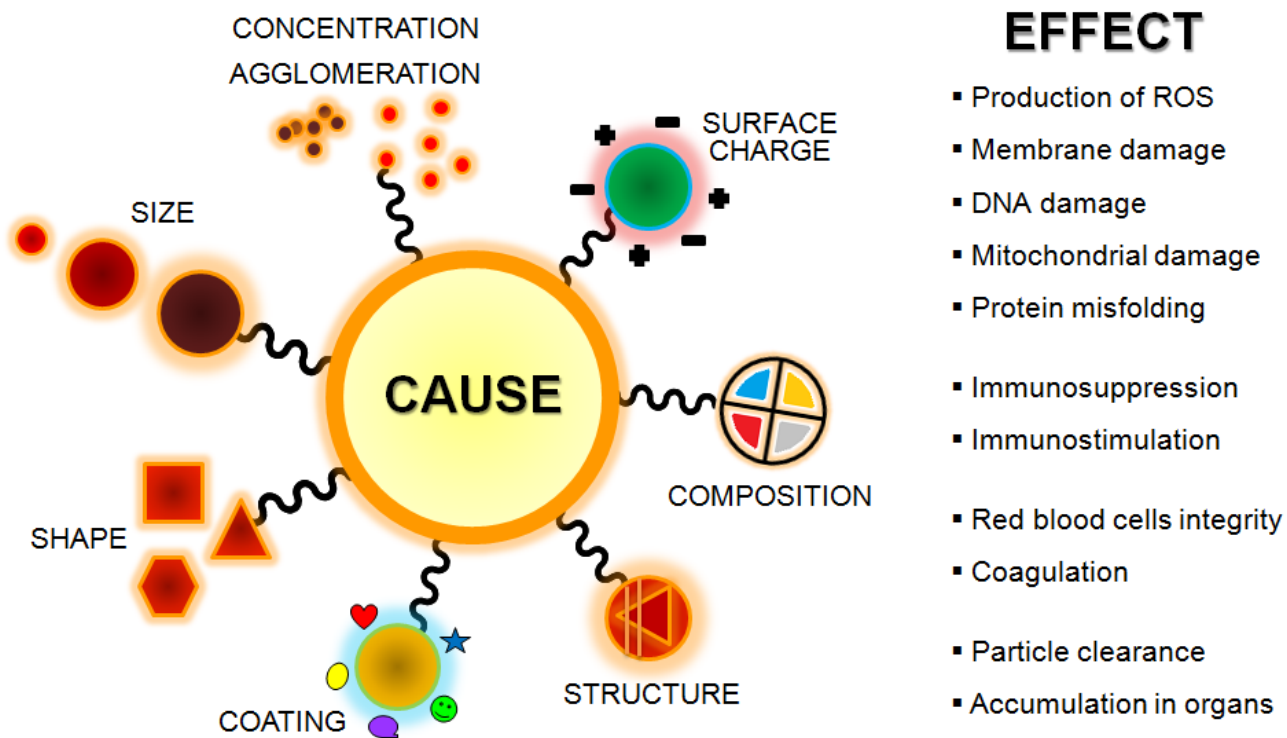 CONCENTRATION
AGGLOMERATION
SURFACE
CHARGE
SIZE
CAUSE
COMPOSITION
SHAPE
STRUCTURE
COATING
EFFECT
▪ Production of ROS
▪ Membrane damage
▪ DNA damage
▪ Mitochondrial damage
▪ Protein misfolding
▪ Immunosuppression
▪ Immunostimulation
▪ Red blood cells integrity
▪ Coagulation
▪ Particle clearance
▪ Accumulation in organs